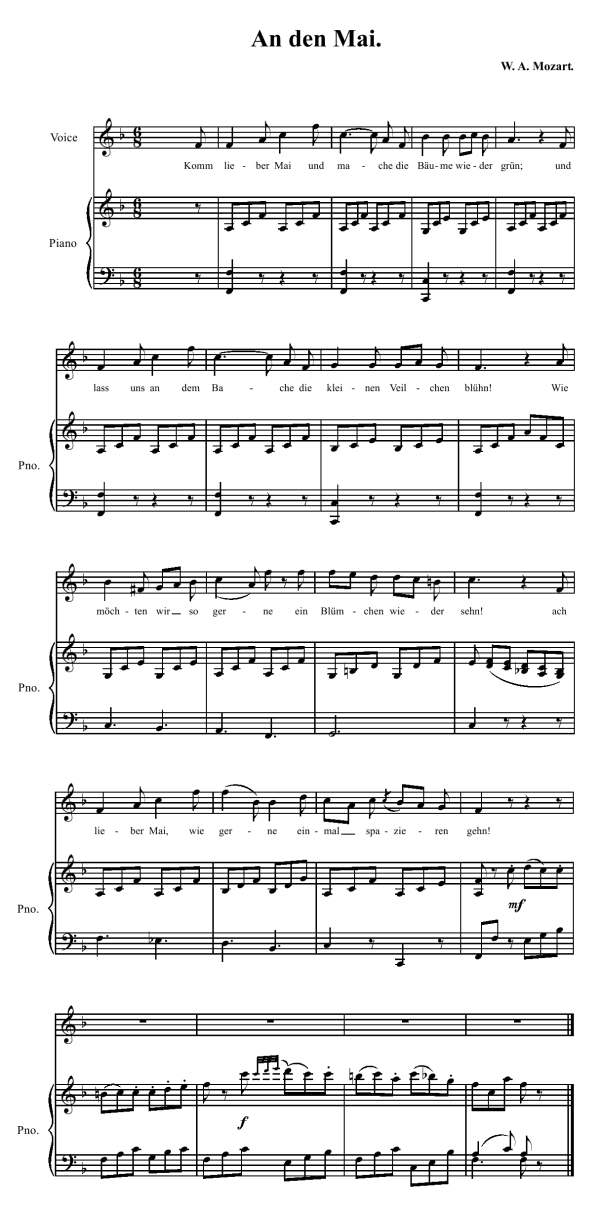 An den Mai.
W. A. Mozart.
Voice
Komm lie - ber Mai und ma - che die Bäu - me wie - der grün; und
Piano
lass uns an dem Ba - che die klei - nen Veil - chen blühn! Wie
Pno.
möch - ten wir so ger - ne ein Blüm - chen wie - der sehn! ach
Pno.
lie - ber Mai, wie ger - ne ein - mal spa - zie - ren gehn!
Pno.
mf
Pno.
f